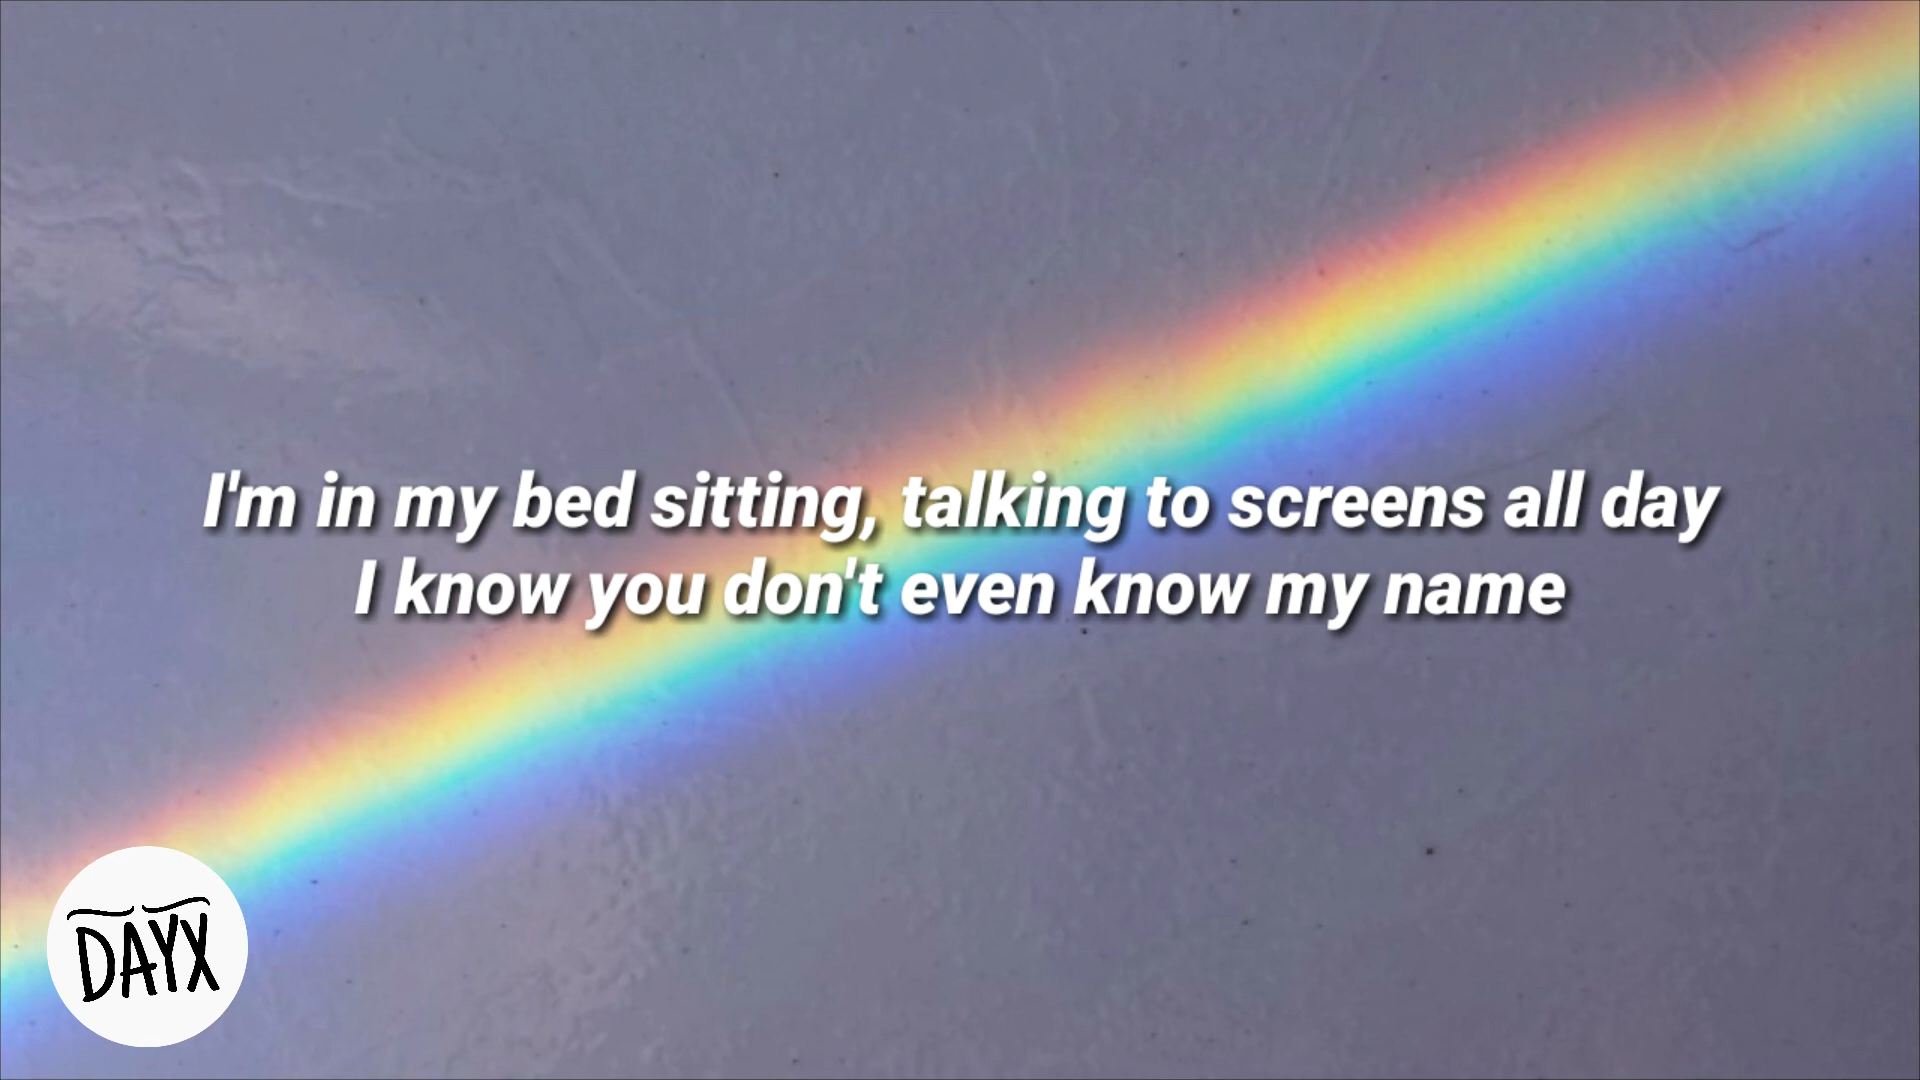 I'm in my bed sitting, talking to screens all day
I know you don't even know my name
DAYX